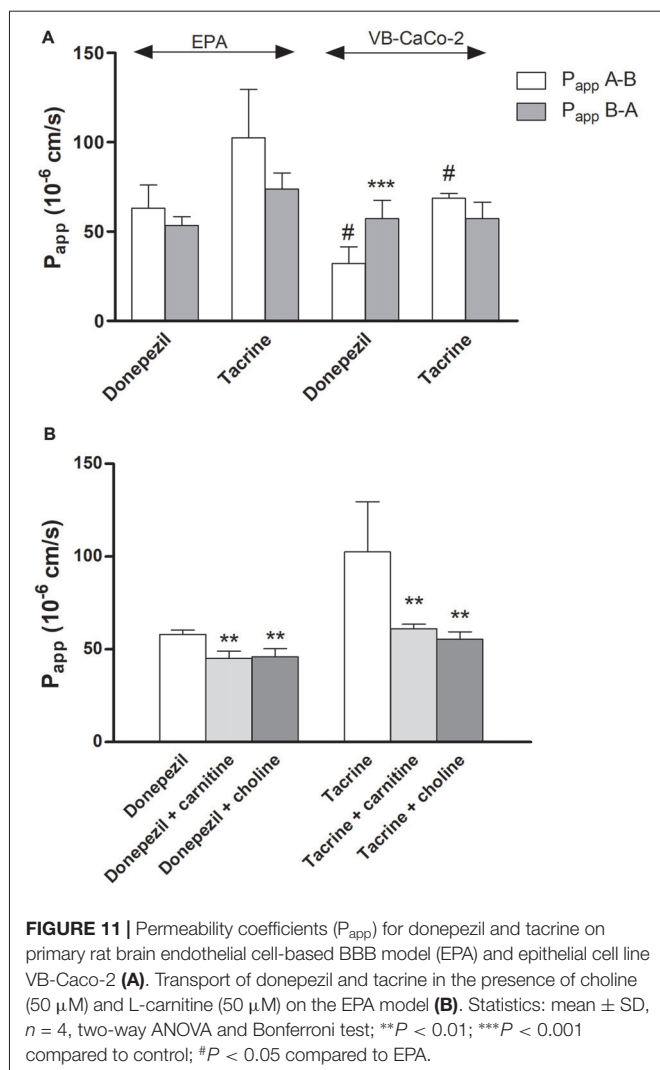 A
EPA
VB-CaCo-2
150
100
50
0
P_app (10⁻⁶ cm/s)
P_app A-B
P_app B-A
#
***
#
Donepezil
Tacrine
Donepezil
Tacrine
B
150
100
50
0
P_app (10⁻⁶ cm/s)
**
**
**
**
Donepezil
Donepezil + carnitine
Donepezil + choline
Tacrine
Tacrine + carnitine
Tacrine + choline
FIGURE 11 | Permeability coefficients (P_app) for donepezil and tacrine on
primary rat brain endothelial cell-based BBB model (EPA) and epithelial cell line
VB-Caco-2 (A). Transport of donepezil and tacrine in the presence of choline
(50 μM) and L-carnitine (50 μM) on the EPA model (B). Statistics: mean ± SD,
n = 4, two-way ANOVA and Bonferroni test; **P < 0.01; ***P < 0.001
compared to control; #P < 0.05 compared to EPA.